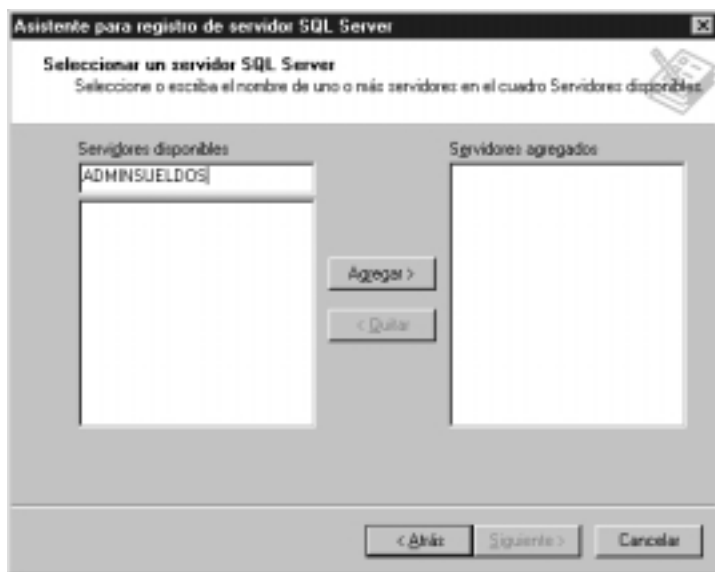 Asistente para registro de servidor SQL Server
Seleccionar un servidor SQL Server
Seleccione o escriba el nombre de uno o más servidores en el cuadro Servidores disponibles.
Servidores disponibles
Servidores agregados
ADMINSUELDOS
Agregar >
< Quitar
< Atrás
Siguiente >
Cancelar